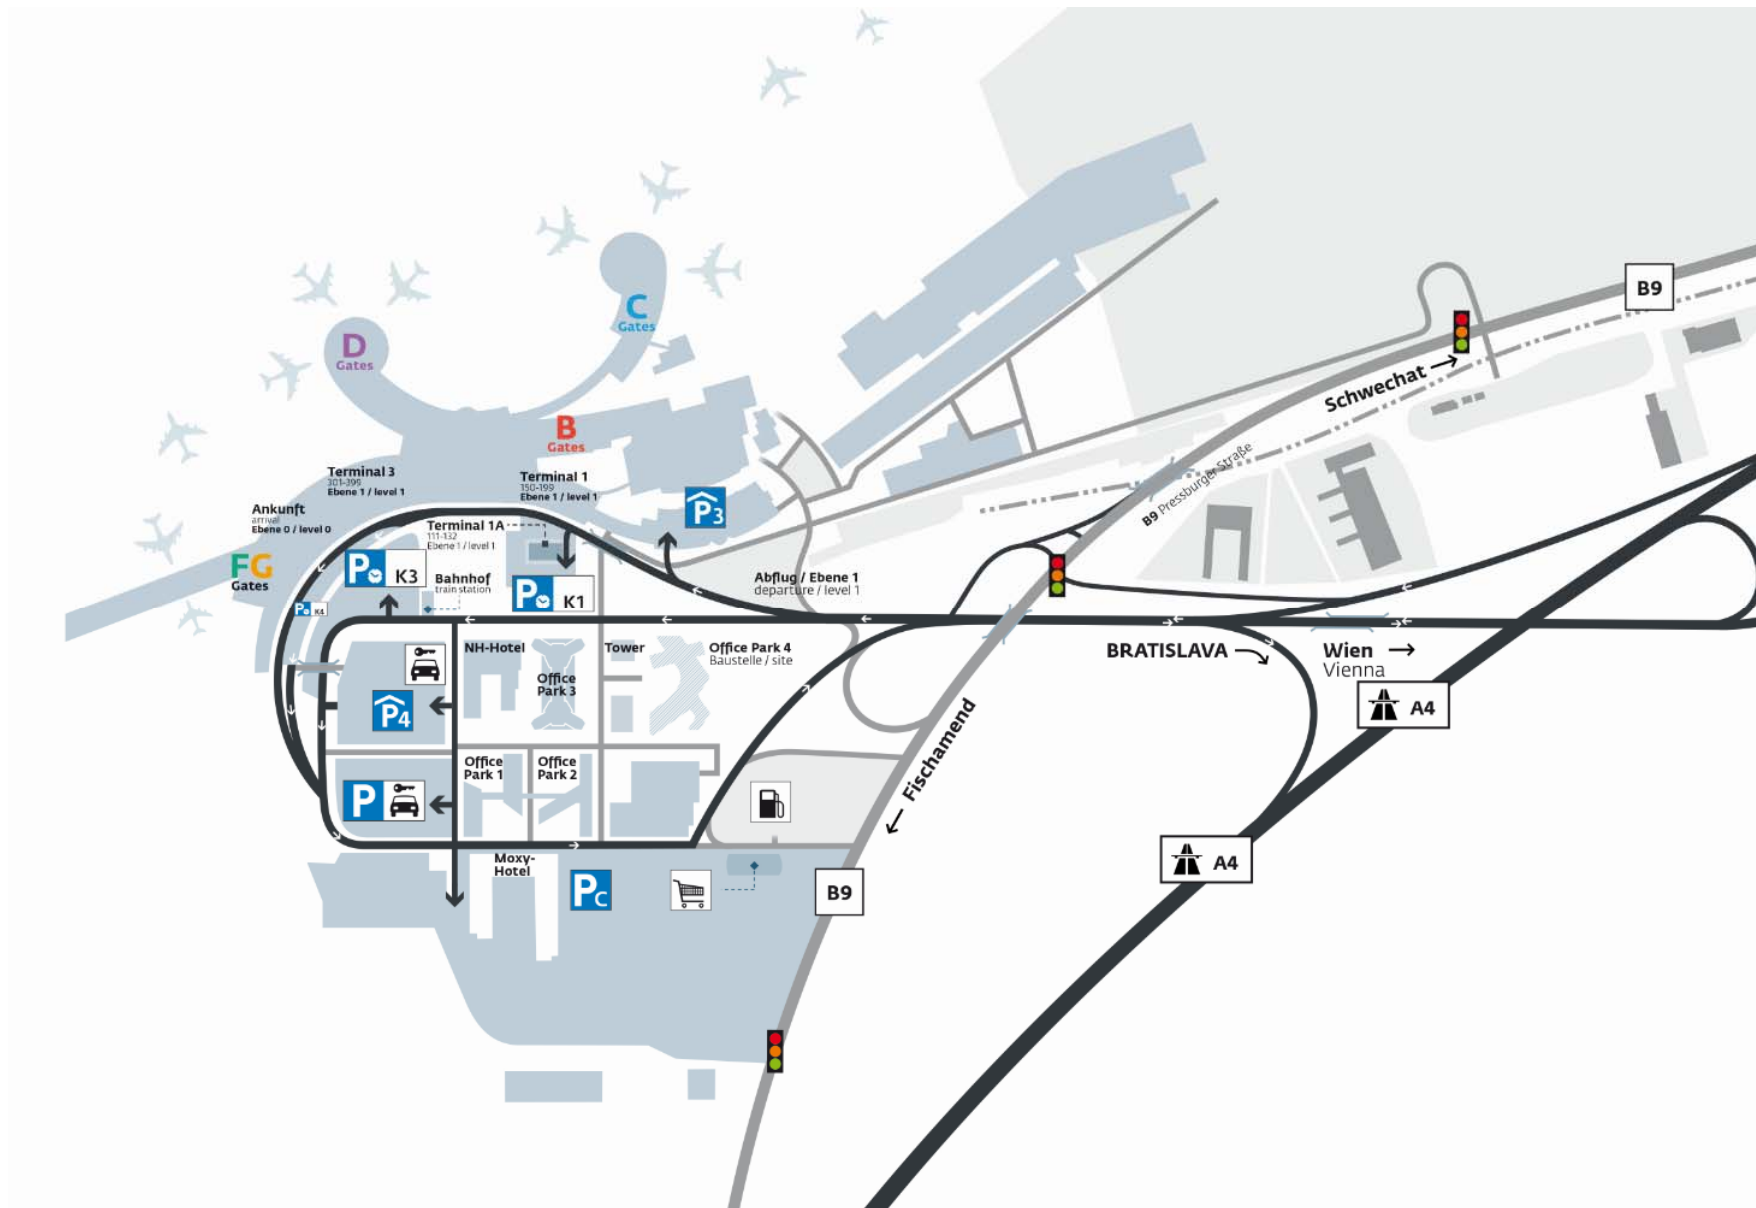 B9
C
Gates
D
Gates
Schwechat
B
Gates
B9 Pressburger Straße
Terminal 3
301-399
Ebene 1 / level 1
Terminal 1
150-199
Ebene 1 / level 1
Ankunft
arrival
Ebene 0 / level 0
P3
Terminal 1A
111-132
Ebene 1 / level 1
FG
Gates
P K3
Bahnhof
train station
P K1
Abflug / Ebene 1
departure / level 1
P K4
NH-Hotel
Office
Park 3
Tower
Office Park 4
Baustelle / site
BRATISLAVA
Wien
Vienna
P4
A4
Fischamend
Office
Park 1
Office
Park 2
P
A4
Moxy-
Hotel
PC
B9